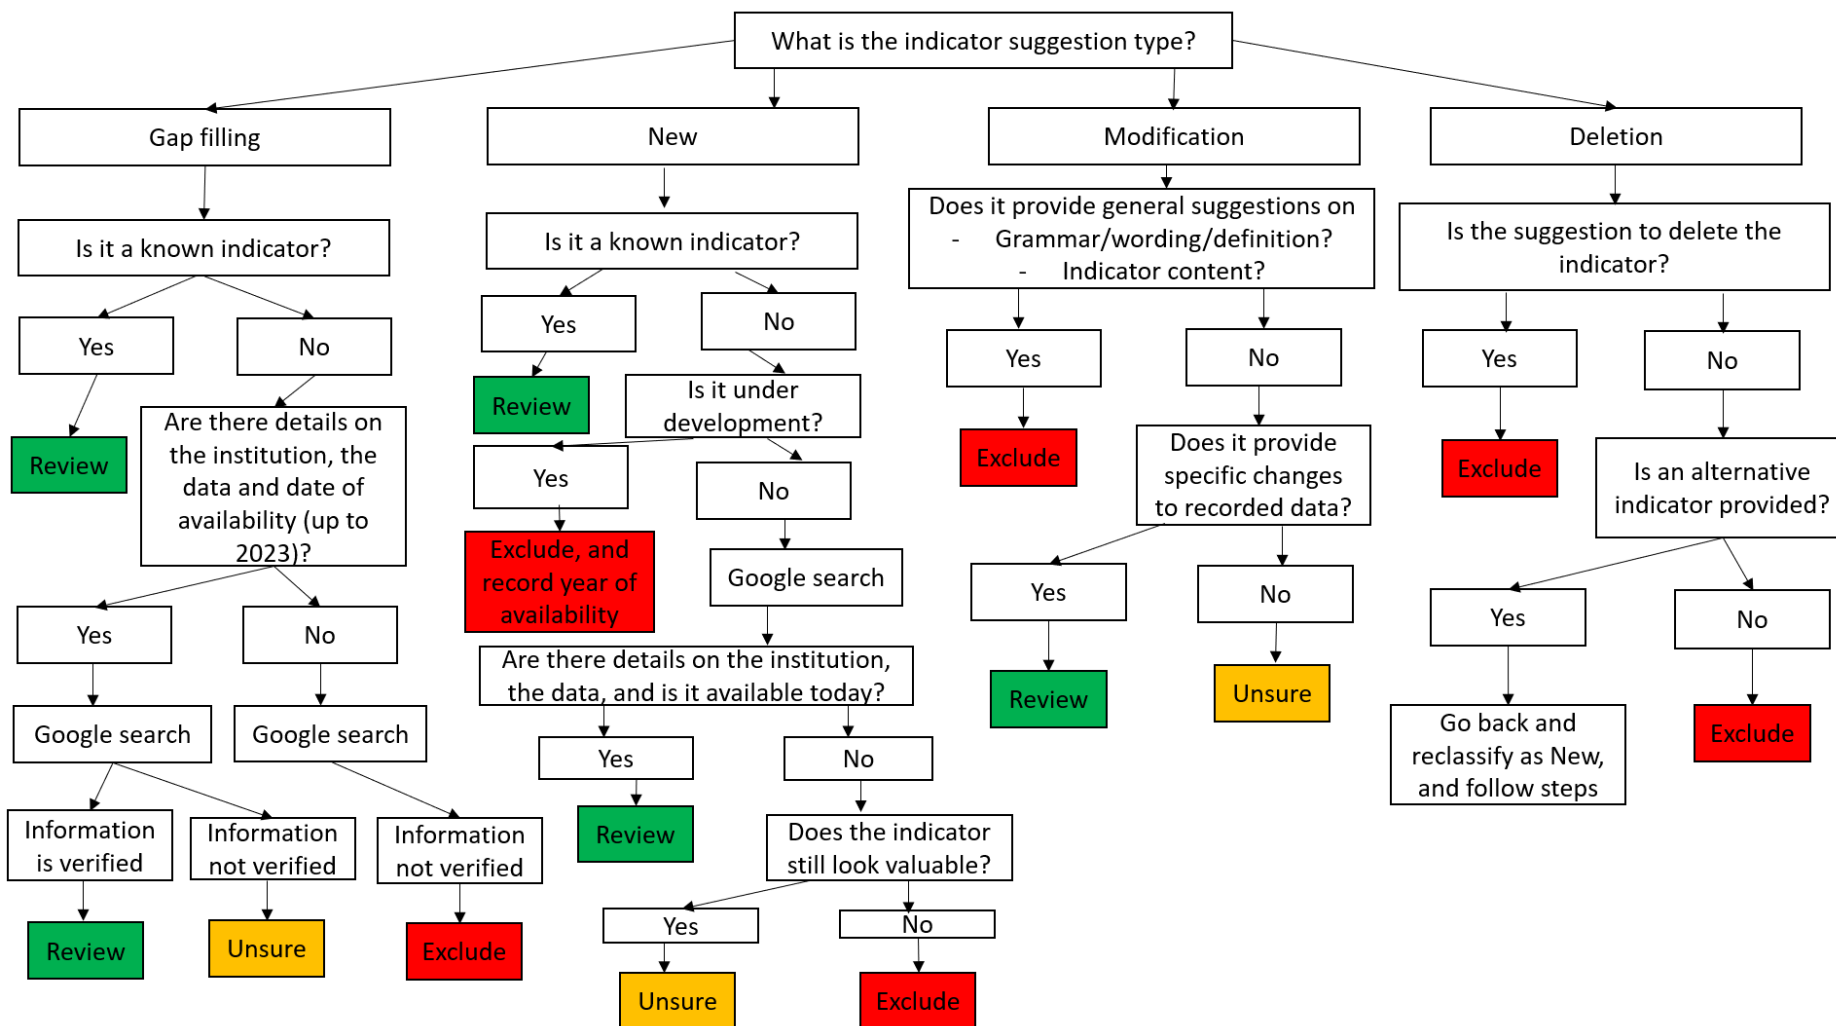 What is the indicator suggestion type?
Gap filling
New
Modification
Deletion
Is it a known indicator?
Yes
No
Review
Are there details on
the institution, the
data and date of
availability (up to
2023)?
Yes
No
Google search
Google search
Information
is verified
Information
not verified
Information
not verified
Review
Unsure
Exclude
Is it a known indicator?
Yes
No
Review
Is it under
development?
Yes
No
Exclude, and
record year of
availability
Google search
Are there details on the institution,
the data, and is it available today?
Yes
No
Review
Does the indicator
still look valuable?
Yes
No
Unsure
Exclude
Does it provide general suggestions on
- Grammar/wording/definition?
- Indicator content?
Yes
No
Exclude
Does it provide
specific changes
to recorded data?
Yes
No
Review
Unsure
Is the suggestion to delete the
indicator?
Yes
No
Exclude
Is an alternative
indicator provided?
Yes
No
Go back and
reclassify as New,
and follow steps
Exclude